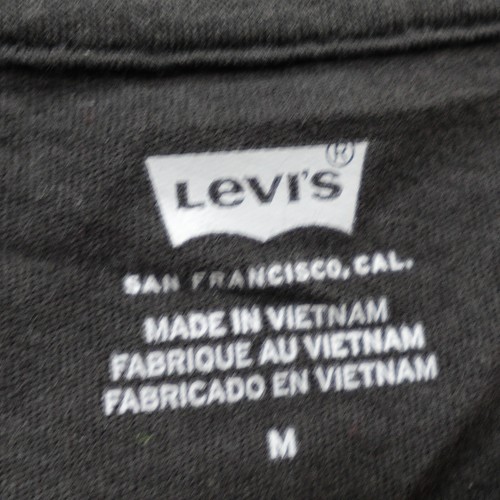 Levi's®
SAN FRANCISCO, CAL.
MADE IN VIETNAM
FABRIQUE AU VIETNAM
FABRICADO EN VIETNAM
M